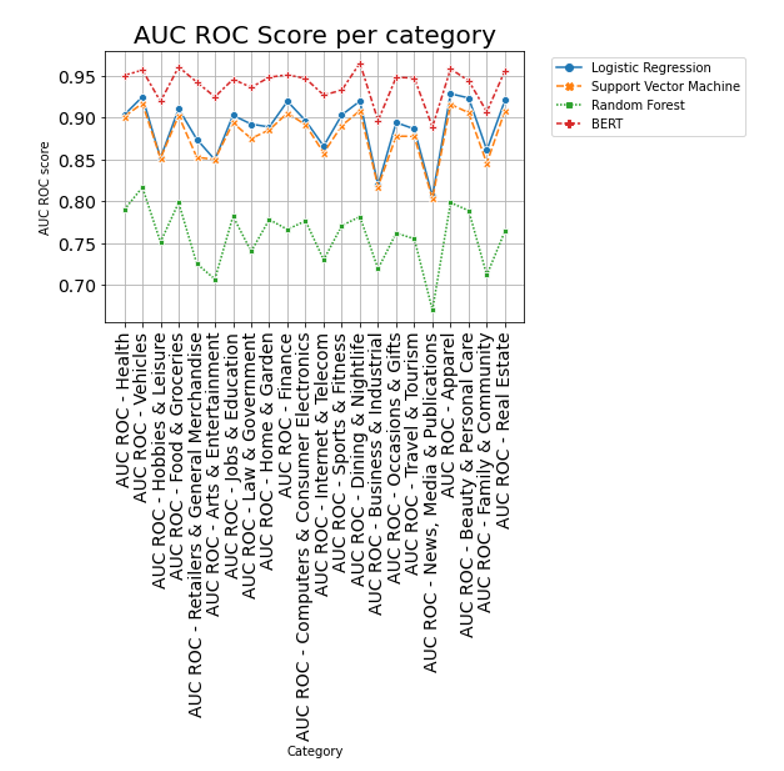 AUC ROC Score per category
Logistic Regression
Support Vector Machine
Random Forest
BERT
AUC ROC score
0.95
0.90
0.85
0.80
0.75
0.70
AUC ROC - Health
AUC ROC - Vehicles
AUC ROC - Hobbies & Leisure
AUC ROC - Food & Groceries
AUC ROC - Retailers & General Merchandise
AUC ROC - Arts & Entertainment
AUC ROC - Jobs & Education
AUC ROC - Law & Government
AUC ROC - Home & Garden
AUC ROC - Finance
AUC ROC - Computers & Consumer Electronics
AUC ROC - Internet & Telecom
AUC ROC - Sports & Fitness
AUC ROC - Dining & Nightlife
AUC ROC - Business & Industrial
AUC ROC - Occasions & Gifts
AUC ROC - Travel & Tourism
AUC ROC - News, Media & Publications
AUC ROC - Apparel
AUC ROC - Beauty & Personal Care
AUC ROC - Family & Community
AUC ROC - Real Estate
Category